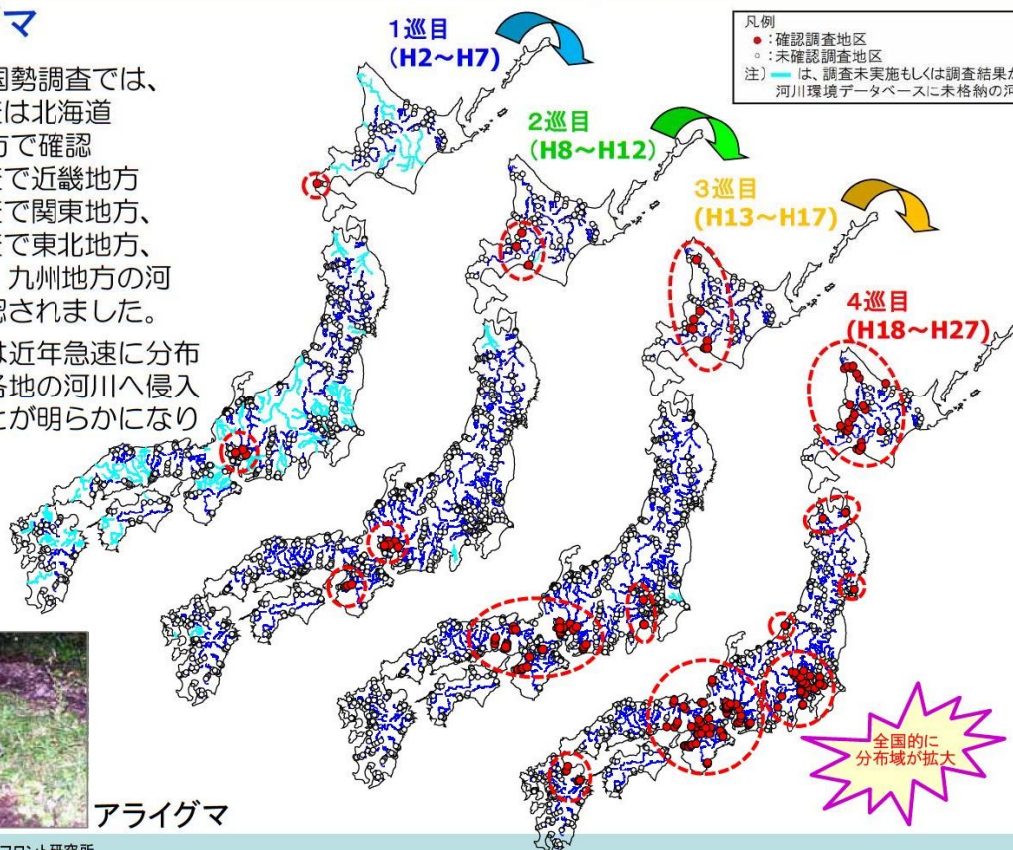 マ
国勢調査では、
は北海道
方で確認
で近畿地方
で関東地方、
で東北地方、
九州地方の河
認されました。
は近年急速に分布
各地の河川へ侵入
とが明らかになり
1巡目
(H2~H7)
2巡目
(H8~H12)
3巡目
(H13~H17)
4巡目
(H18~H27)
凡例
● :確認調査地区
○ :未確認調査地区
注) ━ は、調査未実施もしくは調査結果が
河川環境データベースに未格納の河
全国的に
分布域が拡大
アライグマ
フロント研究所